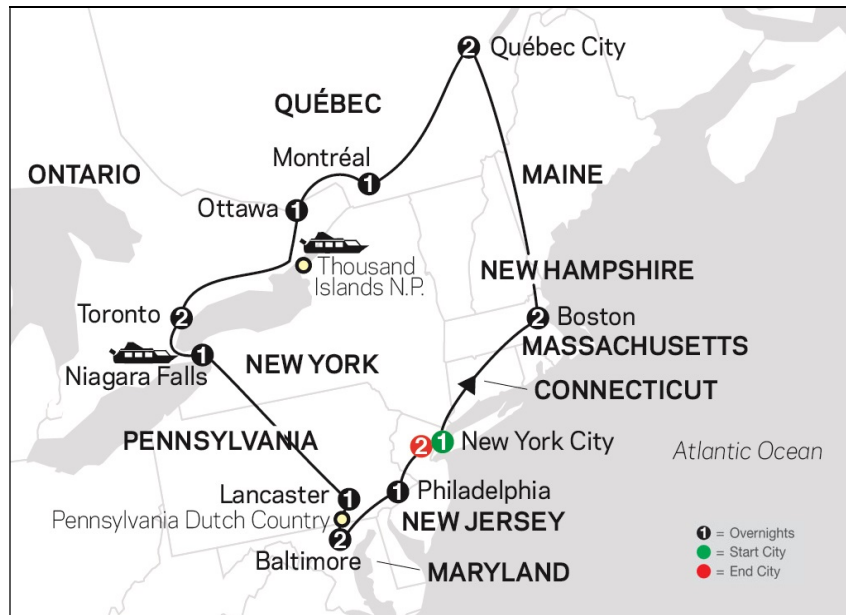 2 Québec City
QUÉBEC
Montréal
1
MAINE
ONTARIO
Ottawa 1
Thousand
Islands N.P.
NEW HAMPSHIRE
Toronto 2
2 Boston
MASSACHUSETTS
1
Niagara Falls
NEW YORK
CONNECTICUT
PENNSYLVANIA
2 1 New York City
Atlantic Ocean
Lancaster 1
1 Philadelphia
Pennsylvania Dutch Country
NEW JERSEY
2
Baltimore
MARYLAND
1 = Overnights
= Start City
= End City